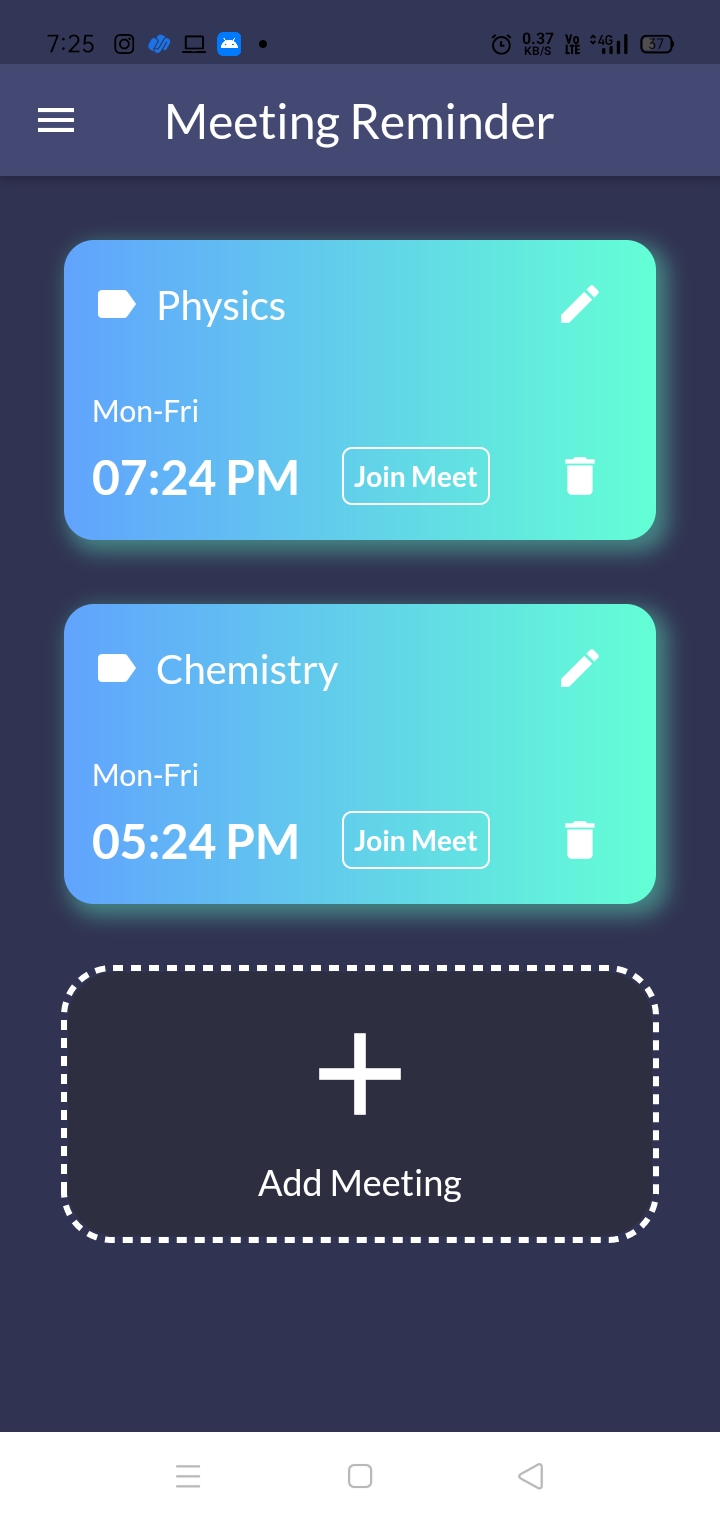 7:25 0.37 KB/S Vo LTE 4G 37
Meeting Reminder
Physics
Mon-Fri
07:24 PM Join Meet
Chemistry
Mon-Fri
05:24 PM Join Meet
Add Meeting